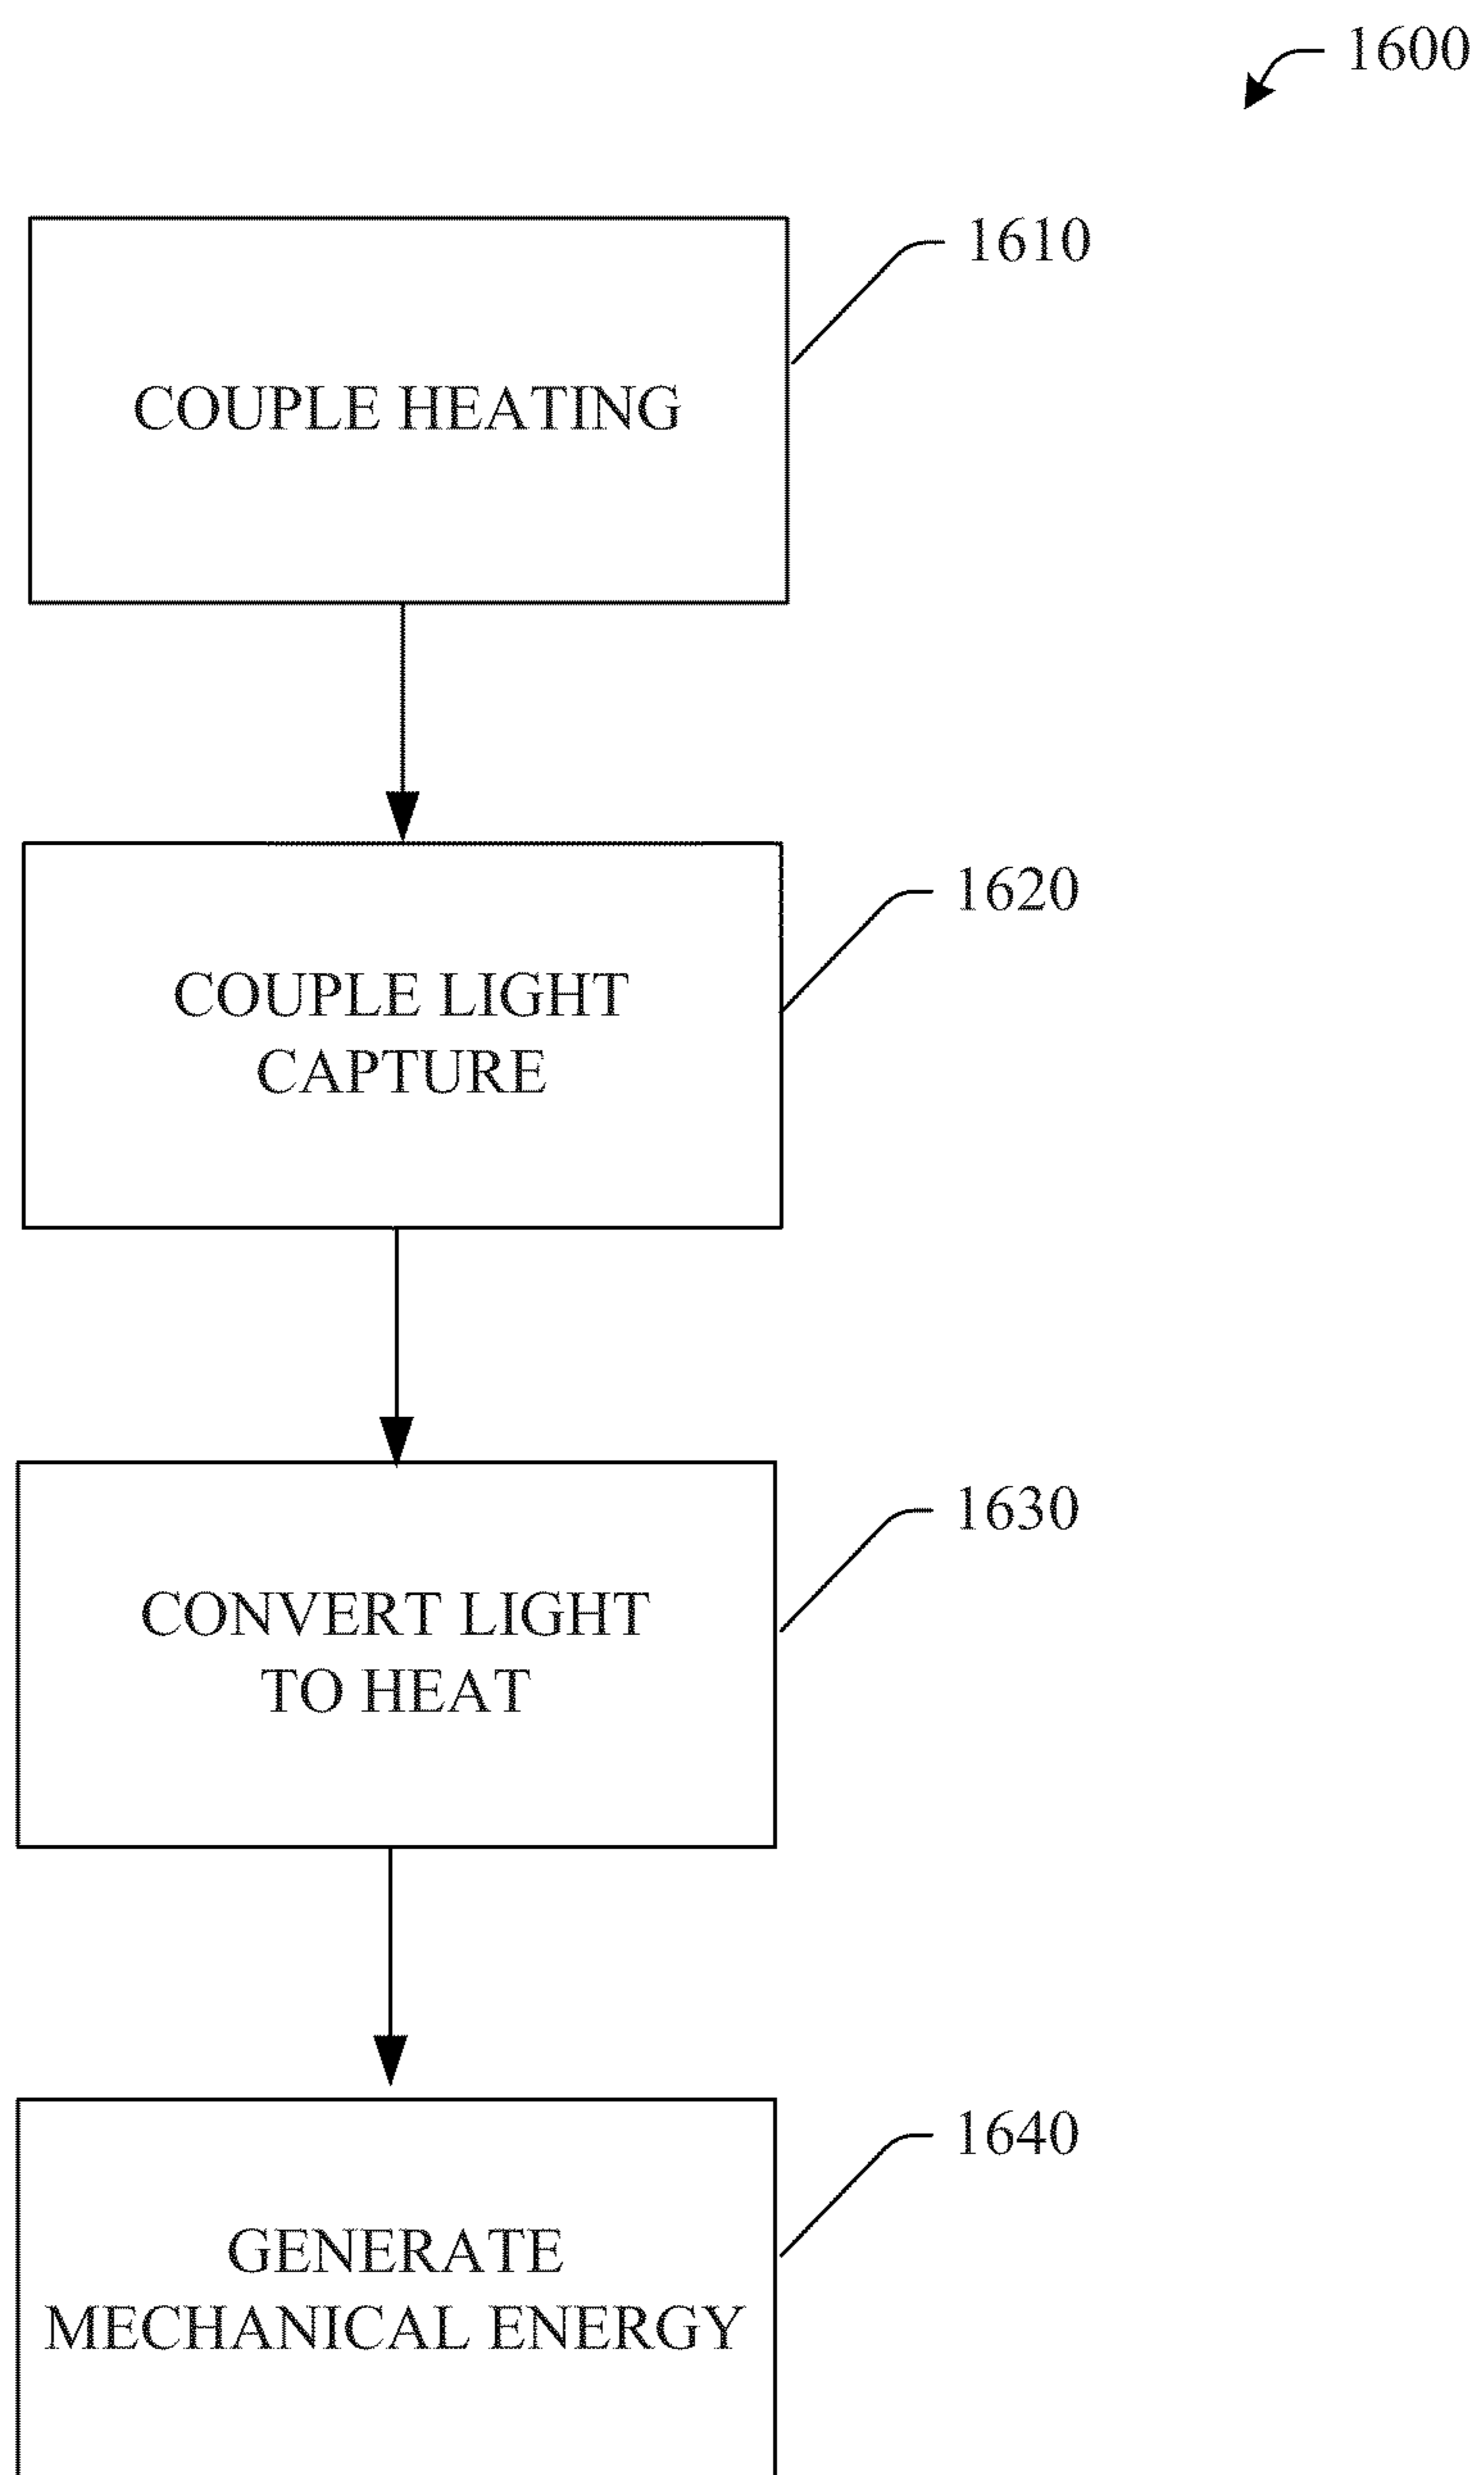 1600
1610
COUPLE HEATING
1620
COUPLE LIGHT
CAPTURE
1630
CONVERT LIGHT
TO HEAT
1640
GENERATE
MECHANICAL ENERGY